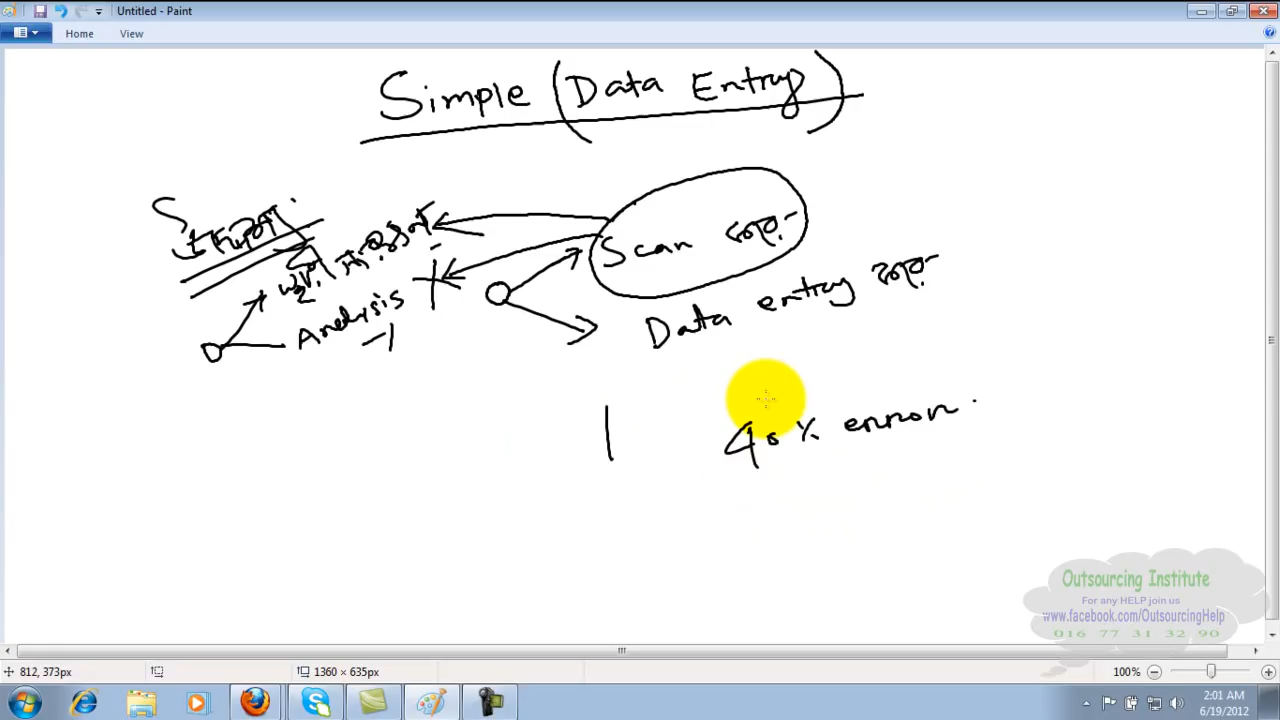 Untitled - Paint
Home View
Simple (Data Entry)
Scan
Analysis
-1
Data entry
40% error.
Outsourcing Institute
For any HELP join us
www.facebook.com/OutsourcingHelp
016 77 31 32 90
812, 373px
1360 × 635px
100%
2:01 AM
6/19/2012